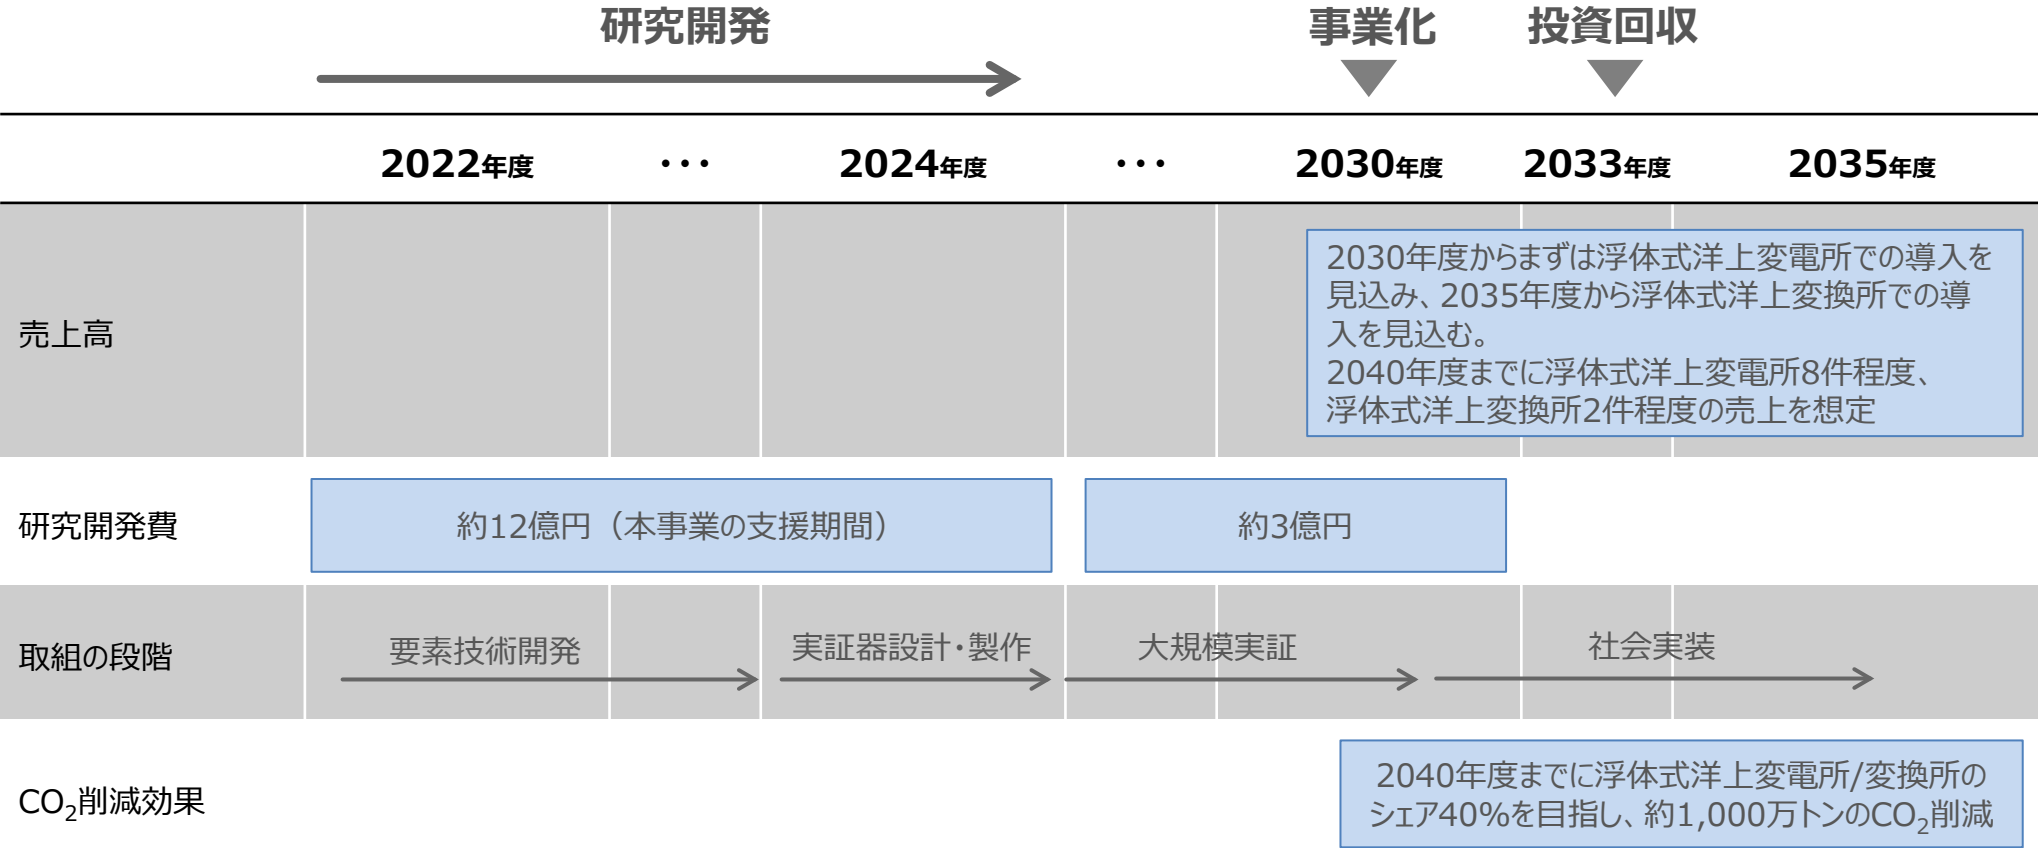 研究開発
事業化
投資回収
2022年度
・・・
2024年度
・・・
2030年度
2033年度
2035年度
売上高
2030年度からまずは浮体式洋上変電所での導入を
見込み、2035年度から浮体式洋上変換所での導
入を見込む。
2040年度までに浮体式洋上変電所8件程度、
浮体式洋上変換所2件程度の売上を想定
研究開発費
約12億円（本事業の支援期間）
約3億円
取組の段階
要素技術開発
実証器設計・製作
大規模実証
社会実装
CO₂削減効果
2040年度までに浮体式洋上変電所/変換所の
シェア40%を目指し、約1,000万トンのCO₂削減